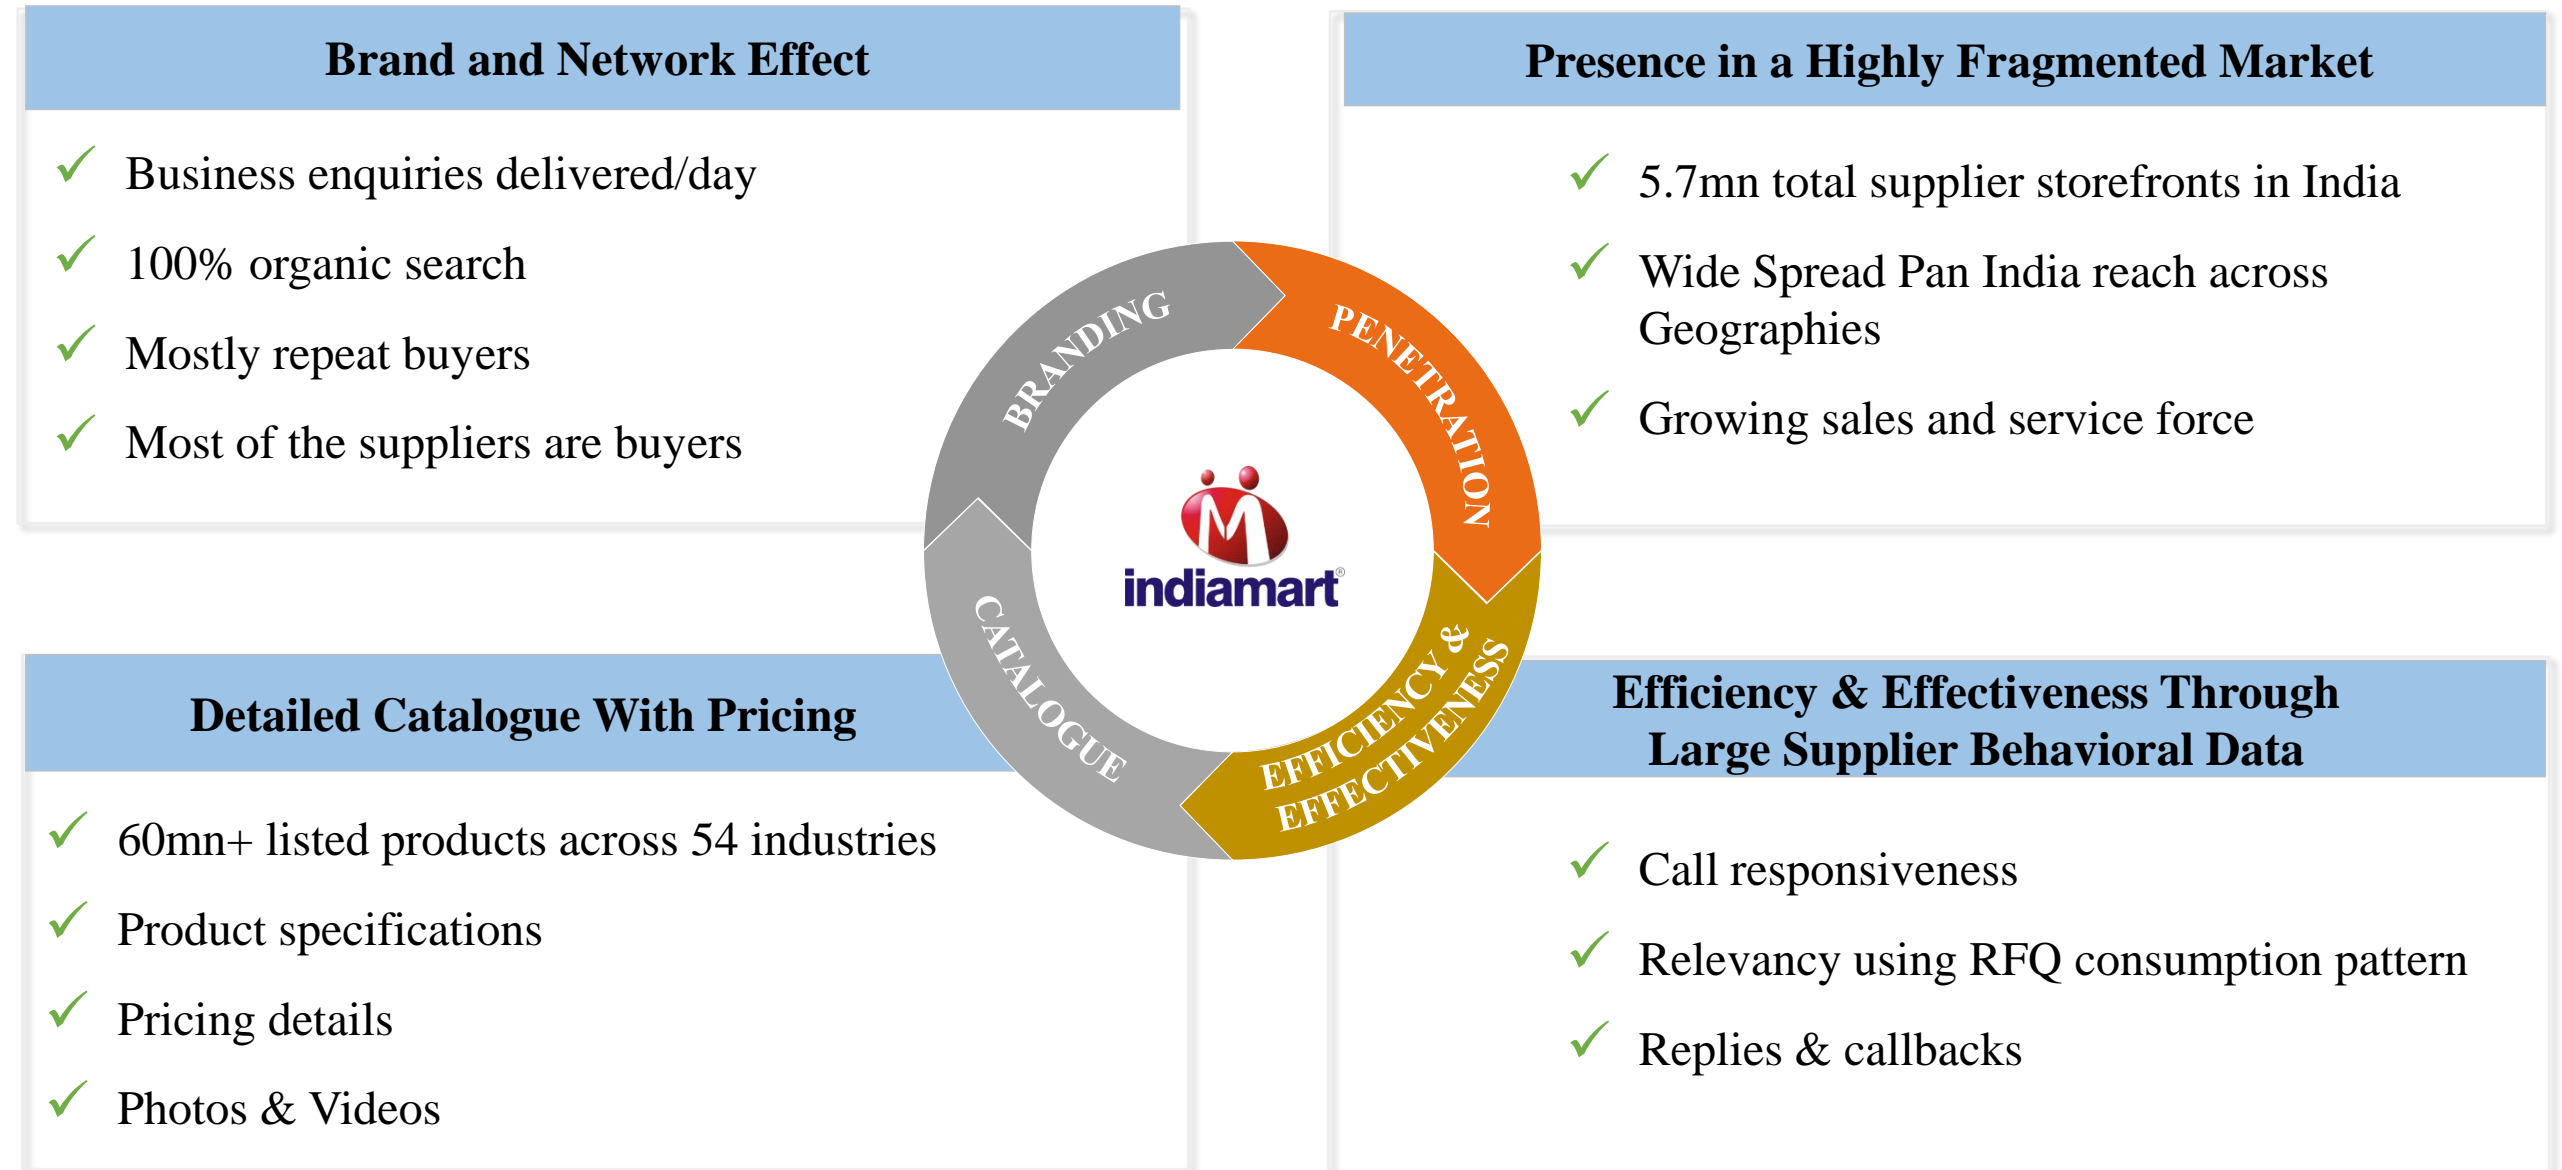 Brand and Network Effect
Business enquiries delivered/day
100% organic search
Mostly repeat buyers
Most of the suppliers are buyers
Presence in a Highly Fragmented Market
5.7mn total supplier storefronts in India
Wide Spread Pan India reach across
Geographies
Growing sales and service force
BRANDING
PENETRATION
indiamart®
CATALOGUE
EFFICIENCY &
EFFECTIVENESS
Detailed Catalogue With Pricing
60mn+ listed products across 54 industries
Product specifications
Pricing details
Photos & Videos
Efficiency & Effectiveness Through
Large Supplier Behavioral Data
Call responsiveness
Relevancy using RFQ consumption pattern
Replies & callbacks